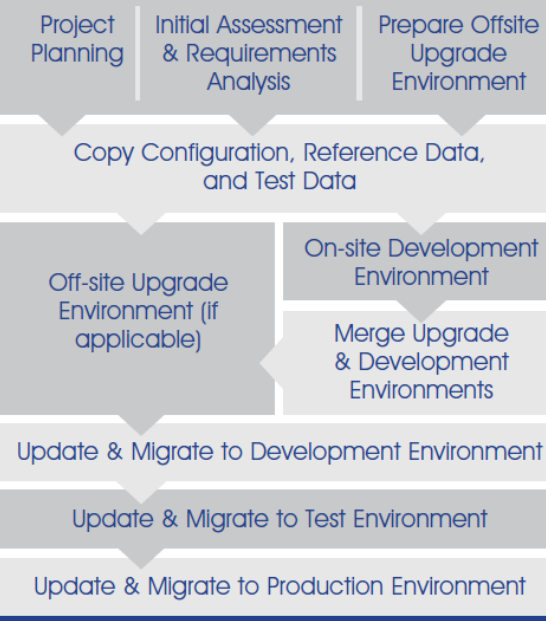 Project
Planning
Initial Assessment
& Requirements
Analysis
Prepare Offsite
Upgrade
Environment
Copy Configuration, Reference Data,
and Test Data
Off-site Upgrade
Environment (if
applicable)
On-site Development
Environment
Merge Upgrade
& Development
Environments
Update & Migrate to Development Environment
Update & Migrate to Test Environment
Update & Migrate to Production Environment